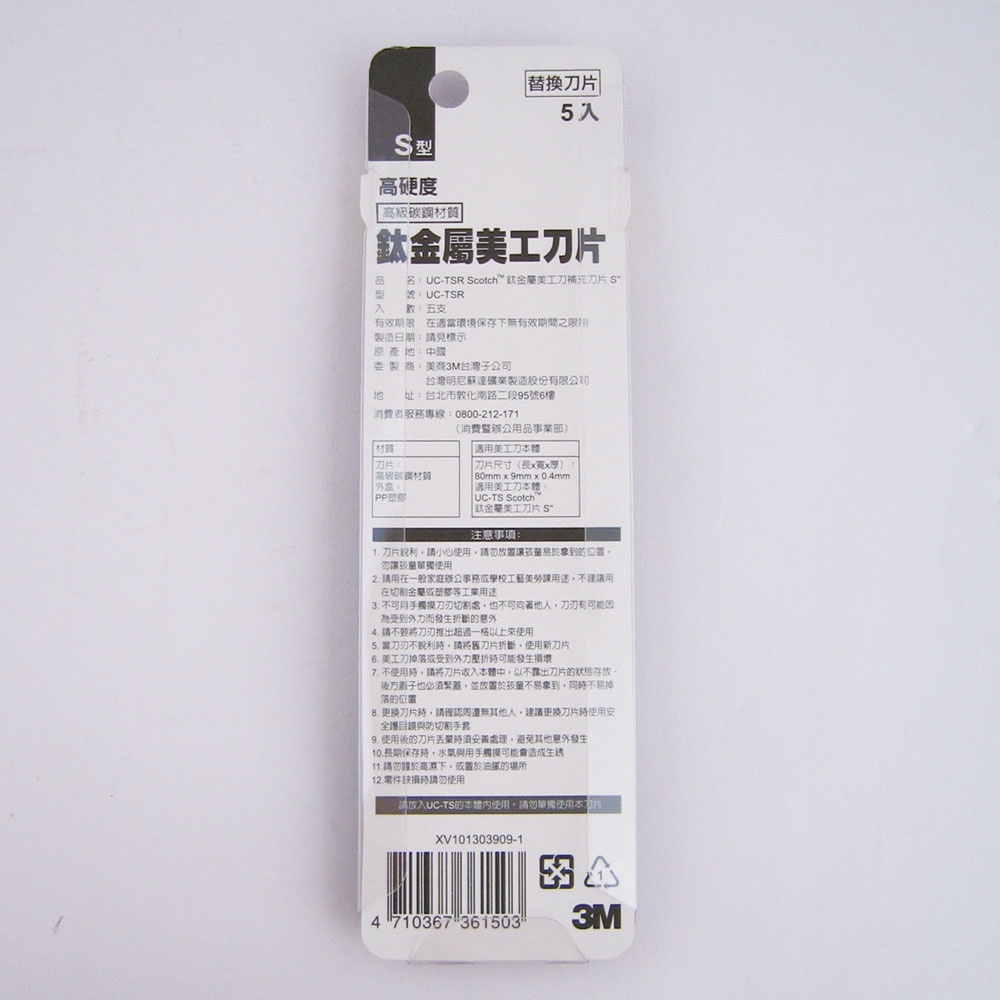 替換刀片
5入
S型
高硬度
高級碳鋼材質
鈦金屬美工刀片
品名：UC-TSR Scotch™ 鈦金屬美工刀補充刀片 S"
型號：UC-TSR
入數：五支
有效期限 在適當環境保存下無有效期間之限制
製造日期：請見標示
原產地：中國
委製商：美商3M台灣子公司
台灣明尼蘇達礦業製造股份有限公司
地址：台北市敦化南路二段95號6樓
消費者服務專線：0800-212-171
（消費暨辦公用品事業部）
材質
刀片：
高級碳鋼材質
外盒：
PP塑膠
適用美工刀本體
刀片尺寸（長x寬x厚）：
80mm x 9mm x 0.4mm
適用美工刀本體：
UC-TS Scotch™
鈦金屬美工刀片 S"
注意事項：
1. 刀片銳利，請小心使用，請勿放置讓孩童易於拿到的位置，
勿讓孩童單獨使用
2. 請用在一般家庭辦公事務或學校工藝美勞課用途，不建議用
在切割金屬或塑膠等工業用途
3. 不可用手觸摸刀刃切割處，也不可向著他人，刀刃有可能因
為受到外力而發生折斷的意外
4. 請不要將刀刃推出超過一格以上來使用
5. 當刀刃不銳利時，請將舊刀片折斷，使用新刀片
6. 美工刀掉落或受到外力壓折時可能發生損壞
7. 不使用時，請將刀片收入本體中，以不露出刀片的狀態存放，
後方蓋子也必須緊蓋，並放置於孩童不易拿到，同時不易掉
落的位置
8. 更換刀片時，請確認周遭無其他人，建議更換刀片時使用安
全護目鏡與防切割手套
9. 使用後的刀片丟棄時須妥善處理，避免其他意外發生
10.長期保存時，水氣與用手觸摸可能會造成生銹
11.請勿置於高濕下，或置於油膩的場所
12.零件缺損時請勿使用
請放入UC-TS的本體內使用，請勿單獨使用本刀片
XV101303909-1
4 710367 361503
1
3M